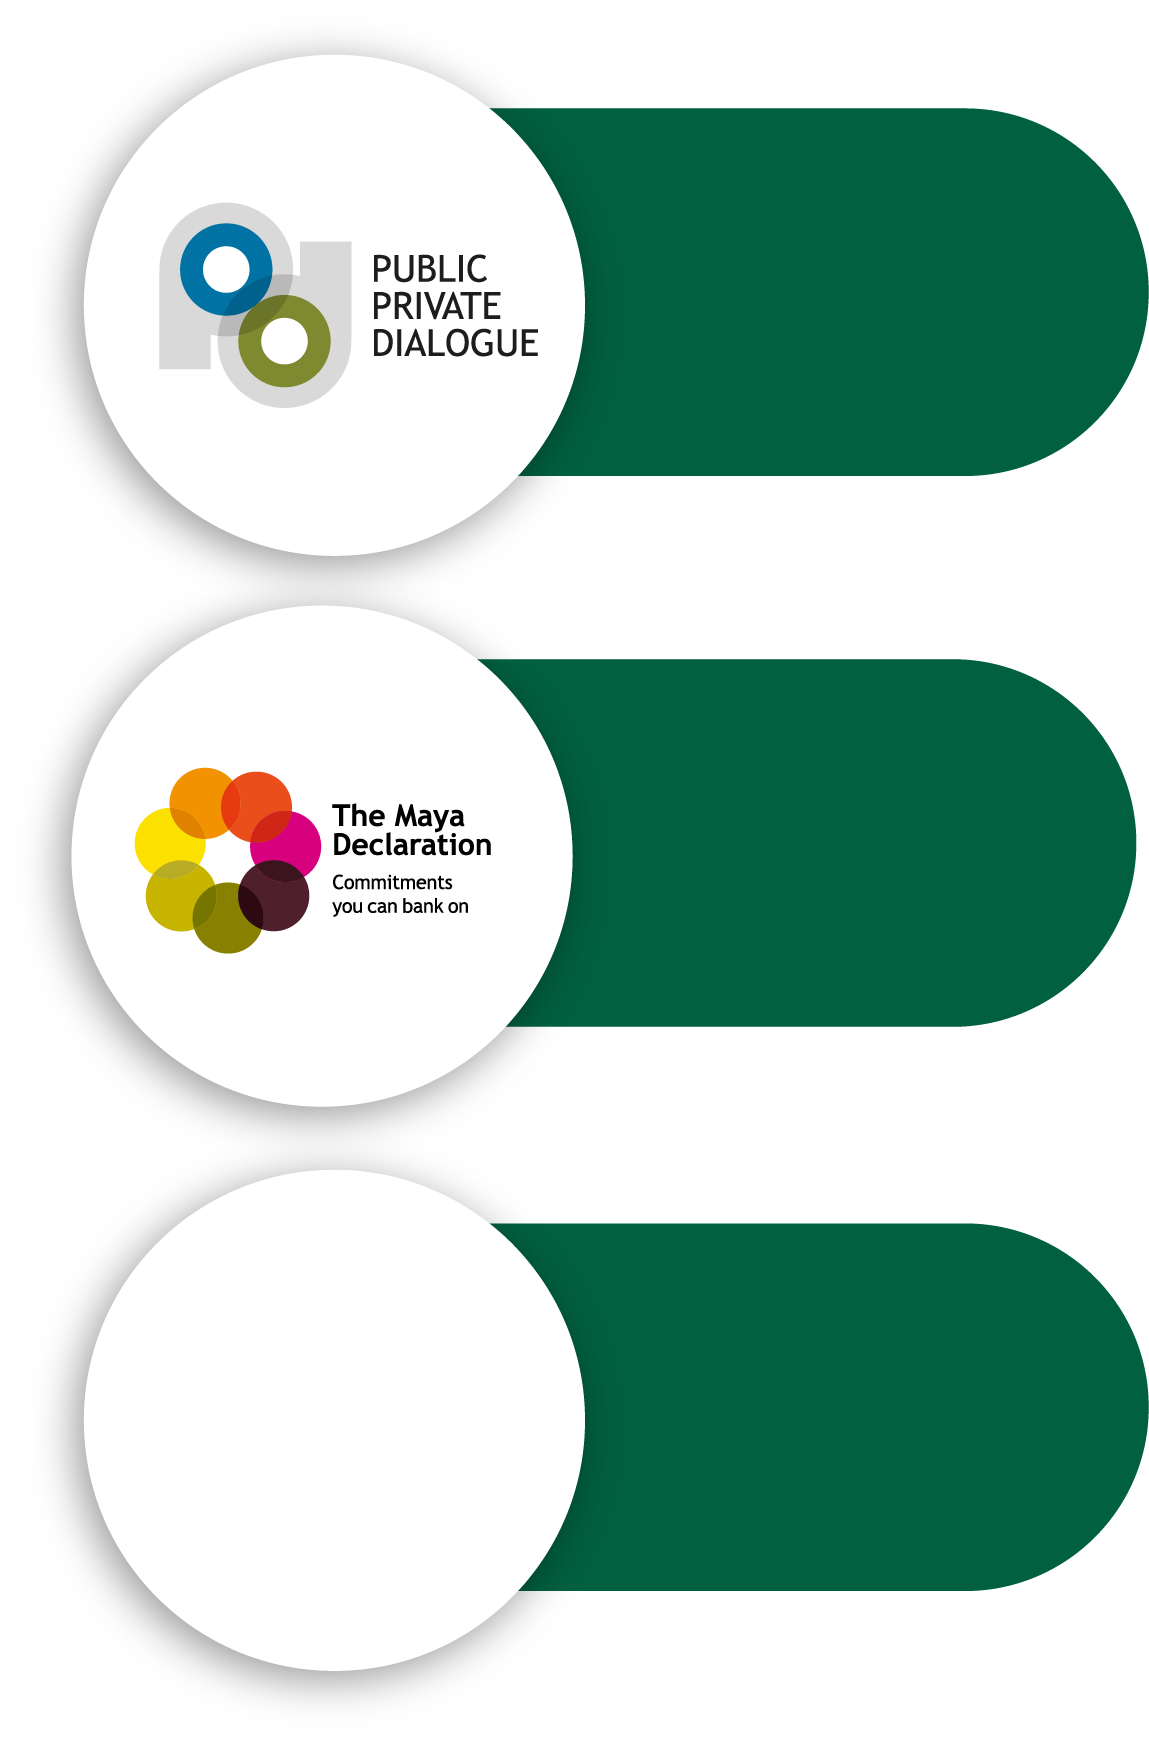 PUBLIC
PRIVATE
DIALOGUE
The Maya
Declaration
Commitments
you can bank on